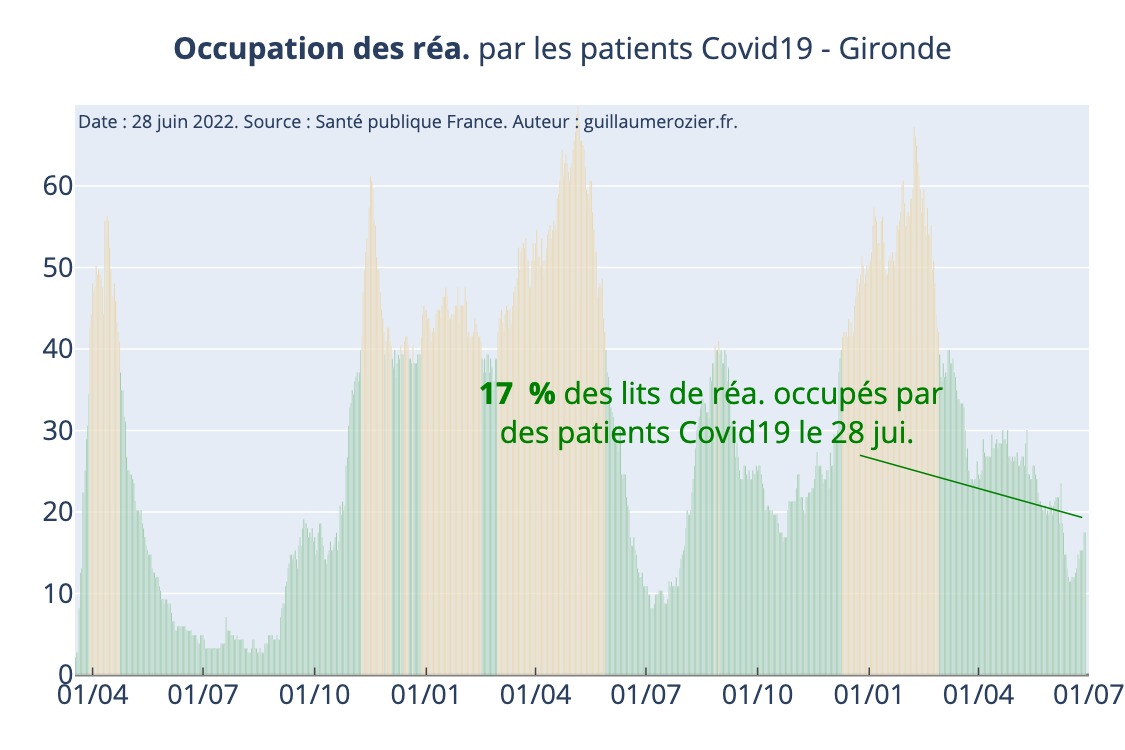 Occupation des réa. par les patients Covid19 - Gironde
Date : 28 juin 2022. Source : Santé publique France. Auteur : guillaumerozier.fr.
60
50
40
17 % des lits de réa. occupés par
des patients Covid19 le 28 jui.
30
20
10
0
01/04 01/07 01/10 01/01 01/04 01/07 01/10 01/01 01/04 01/07